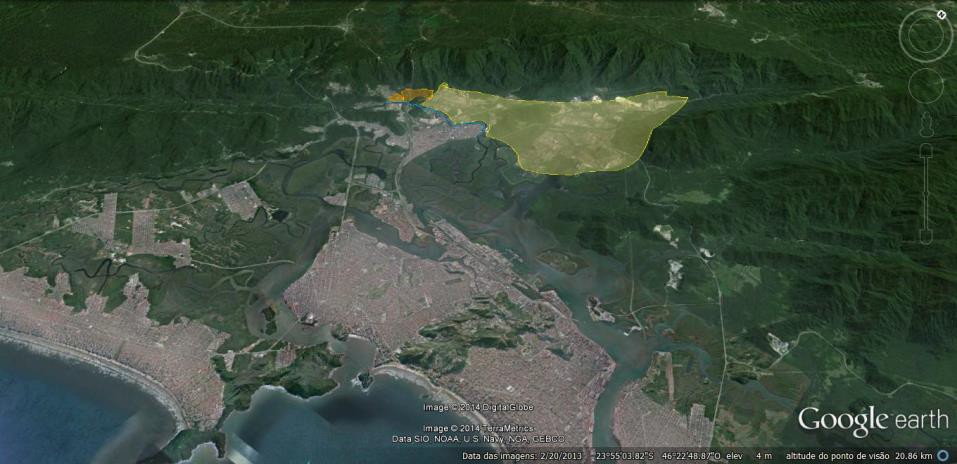 Image © 2014 DigitalGlobe
Image © 2014 TerraMetrics
Data SIO, NOAA, U.S. Navy, NGA, GEBCO
Google earth
Data das imagens: 2/20/2013 23°55'03.82"S 46°22'48.87"O elev 4 m altitude do ponto de visão 20.86 km